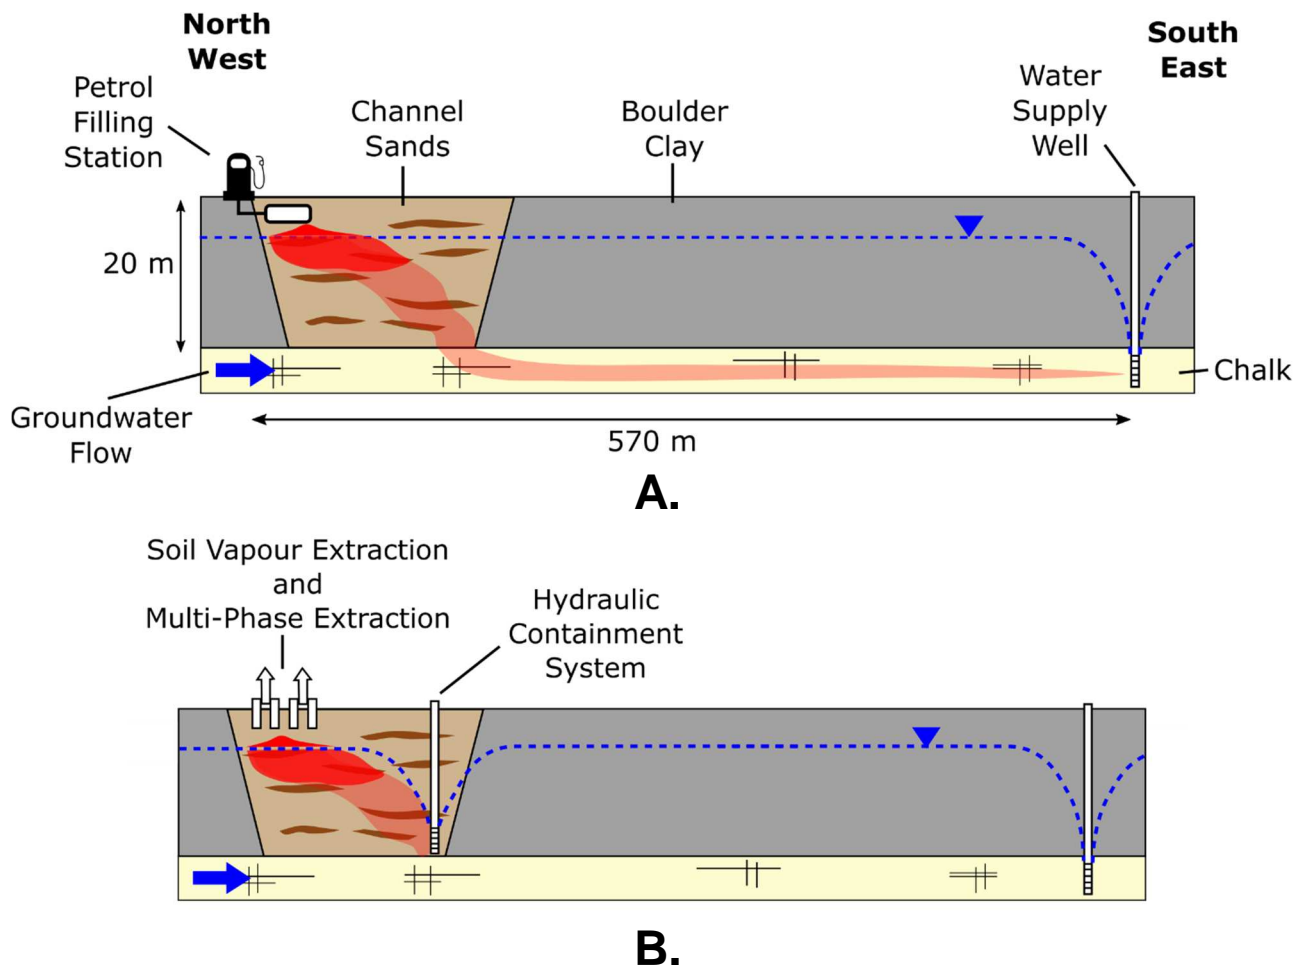 North
West
South
East
Petrol
Filling
Station
Channel
Sands
Boulder
Clay
Water
Supply
Well
20 m
Chalk
Groundwater
Flow
570 m
A.
Soil Vapour Extraction
and
Multi-Phase Extraction
Hydraulic
Containment
System
B.